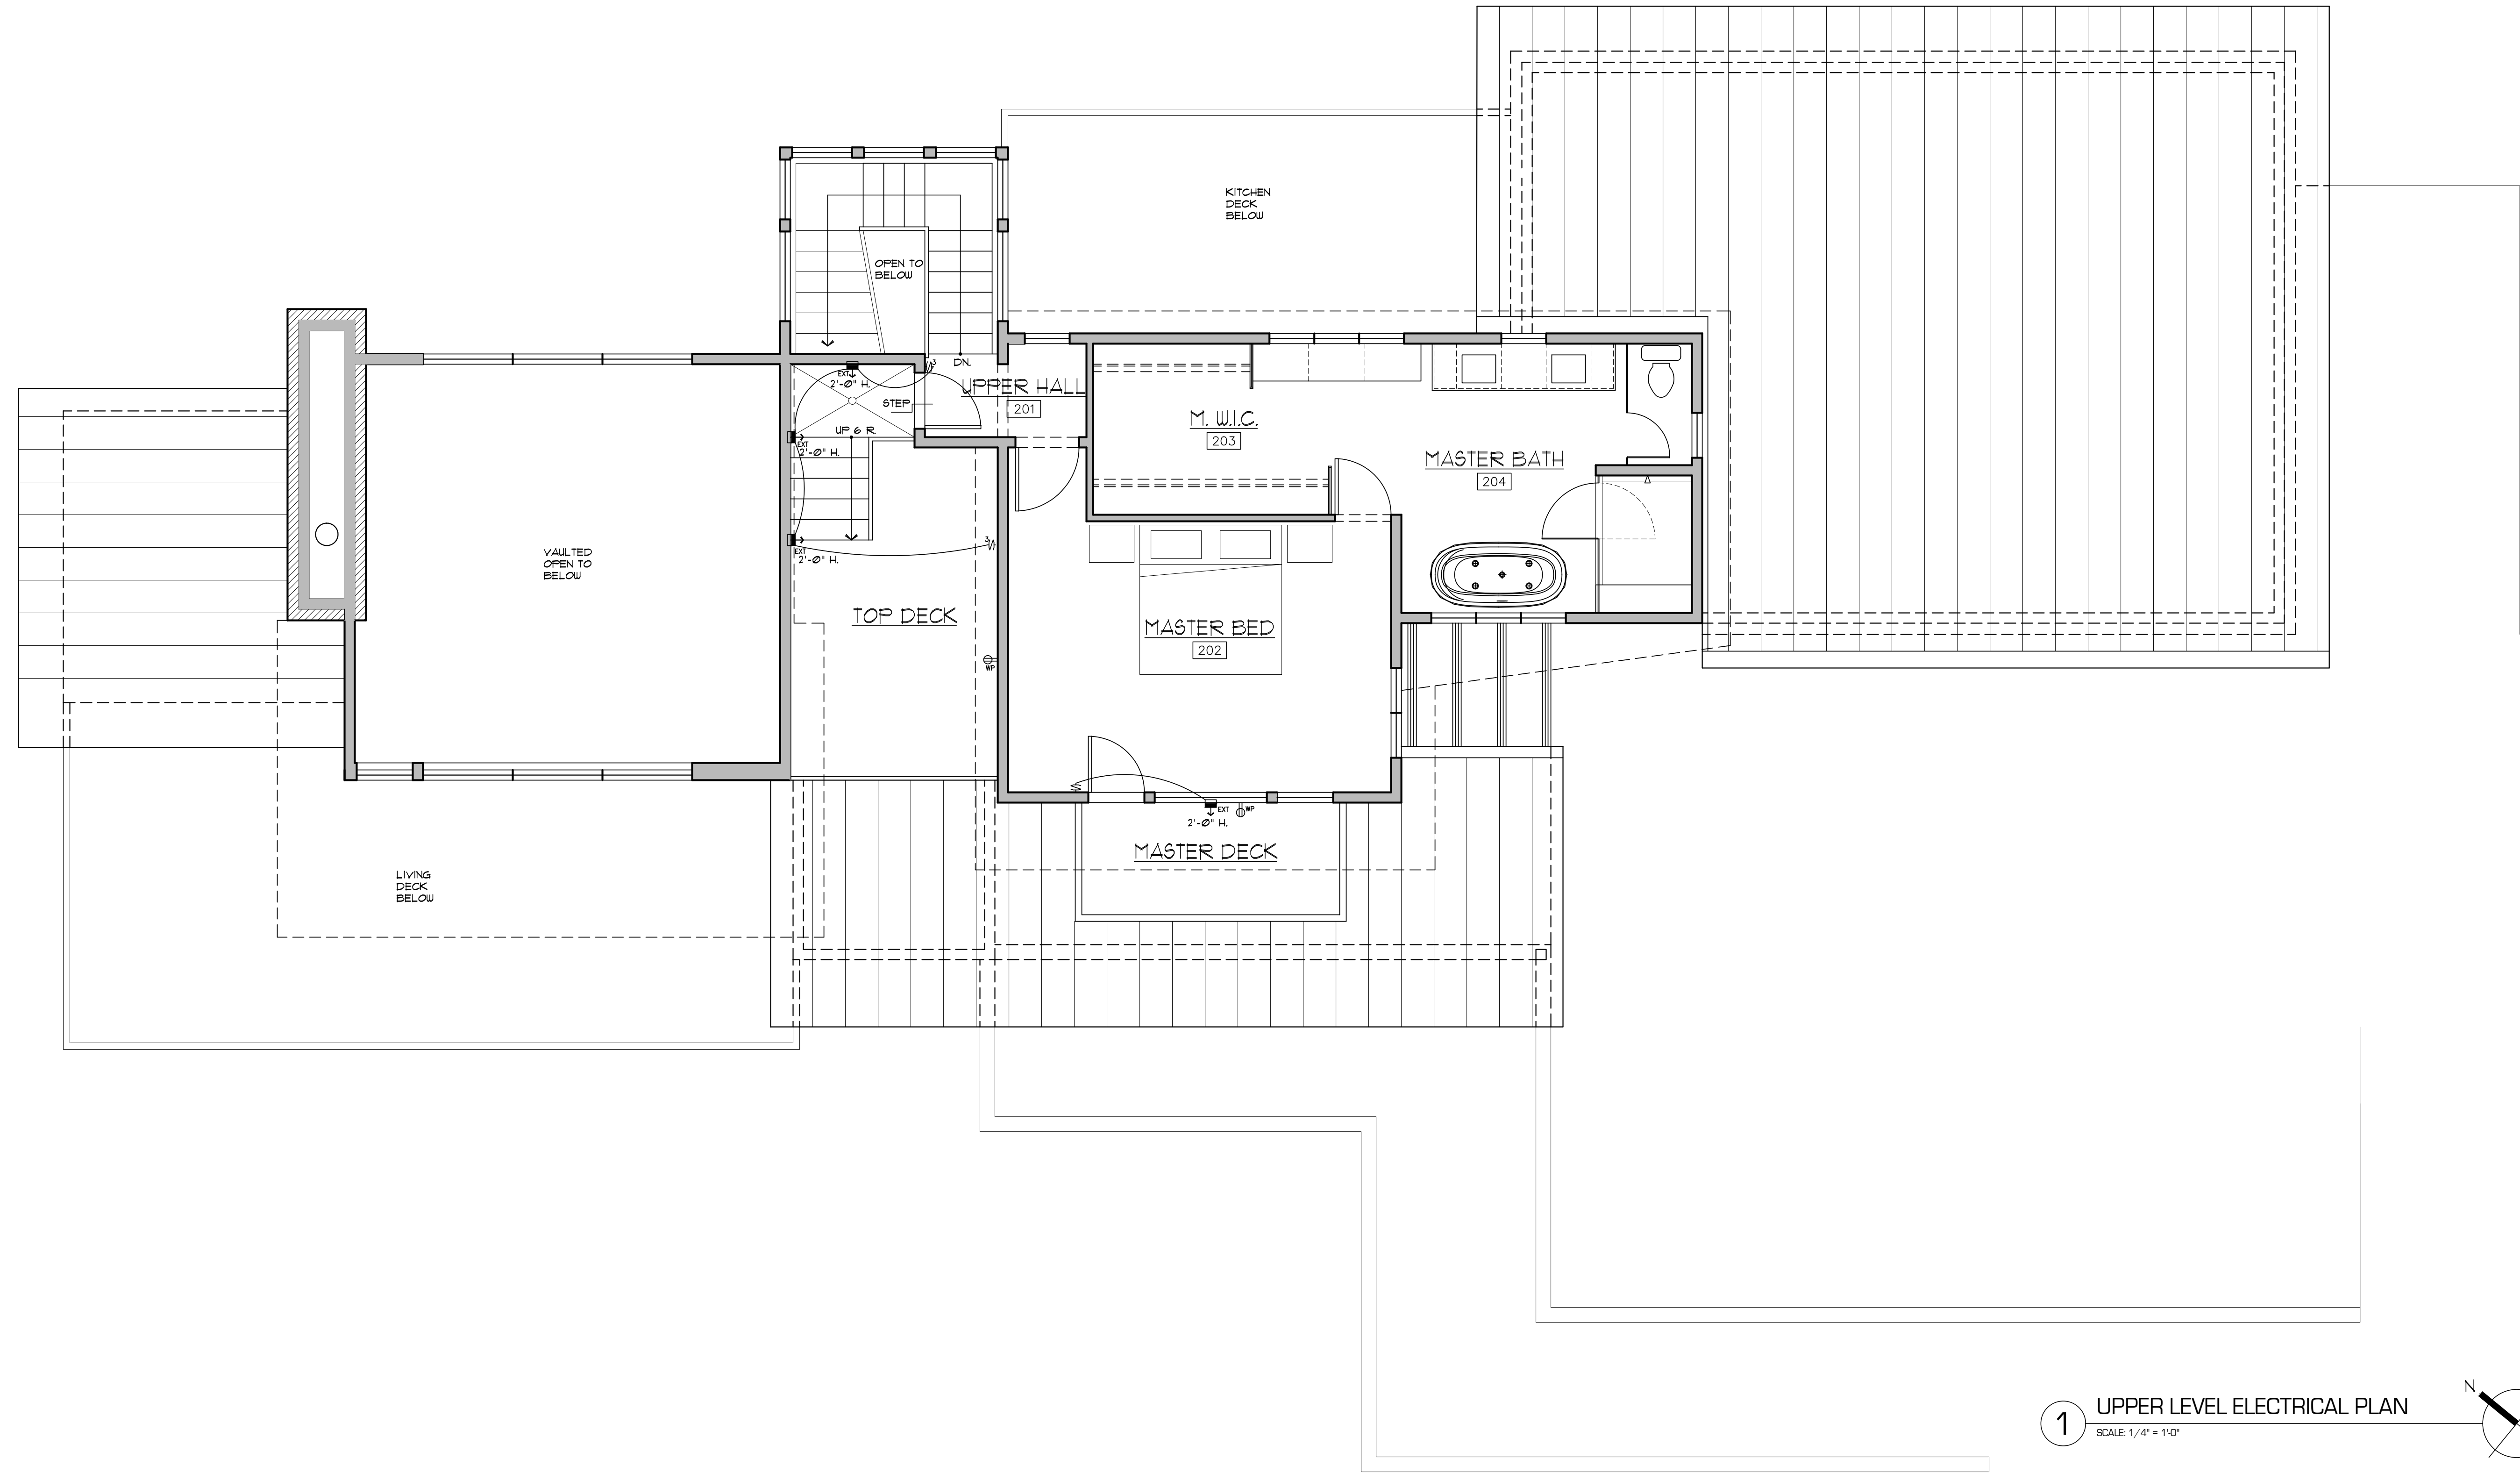 KITCHEN
DECK
BELOW
OPEN TO
BELOW
DN.
3
EXT
2'-0" H.
UPPER HALL
201
STEP
UP 6 R.
EXT
2'-0" H.
M. W.I.C.
203
MASTER BATH
204
VAULTED
OPEN TO
BELOW
3
EXT
2'-0" H.
TOP DECK
MASTER BED
202
WP
EXT
WP
2'-0" H.
MASTER DECK
LIVING
DECK
BELOW
N
1
UPPER LEVEL ELECTRICAL PLAN
SCALE: 1/4" = 1'-0"